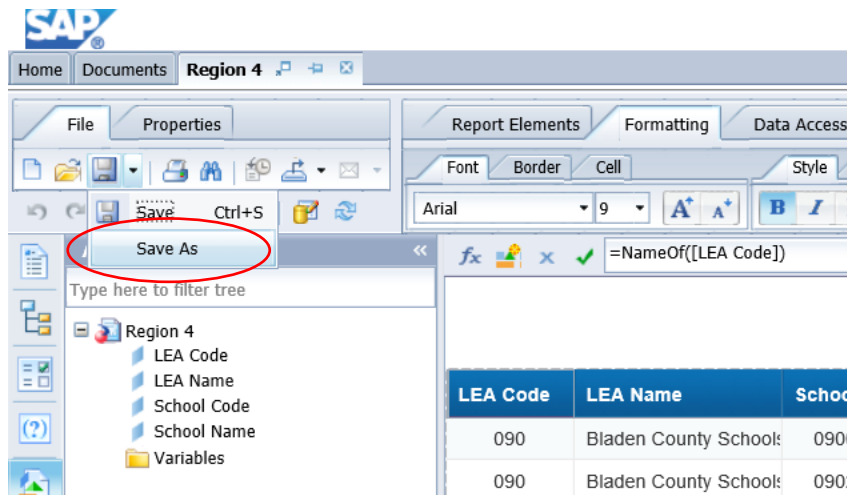 SAP
®
Home Documents Region 4
File Properties Report Elements Formatting Data Access
Font Border Cell Style
Save Ctrl+S Arial 9 A A B I
Save As
fx =NameOf([LEA Code])
Type here to filter tree
Region 4
LEA Code
LEA Name
School Code
School Name
Variables
LEA Code LEA Name
090 Bladen County Schools
090 Bladen County Schools